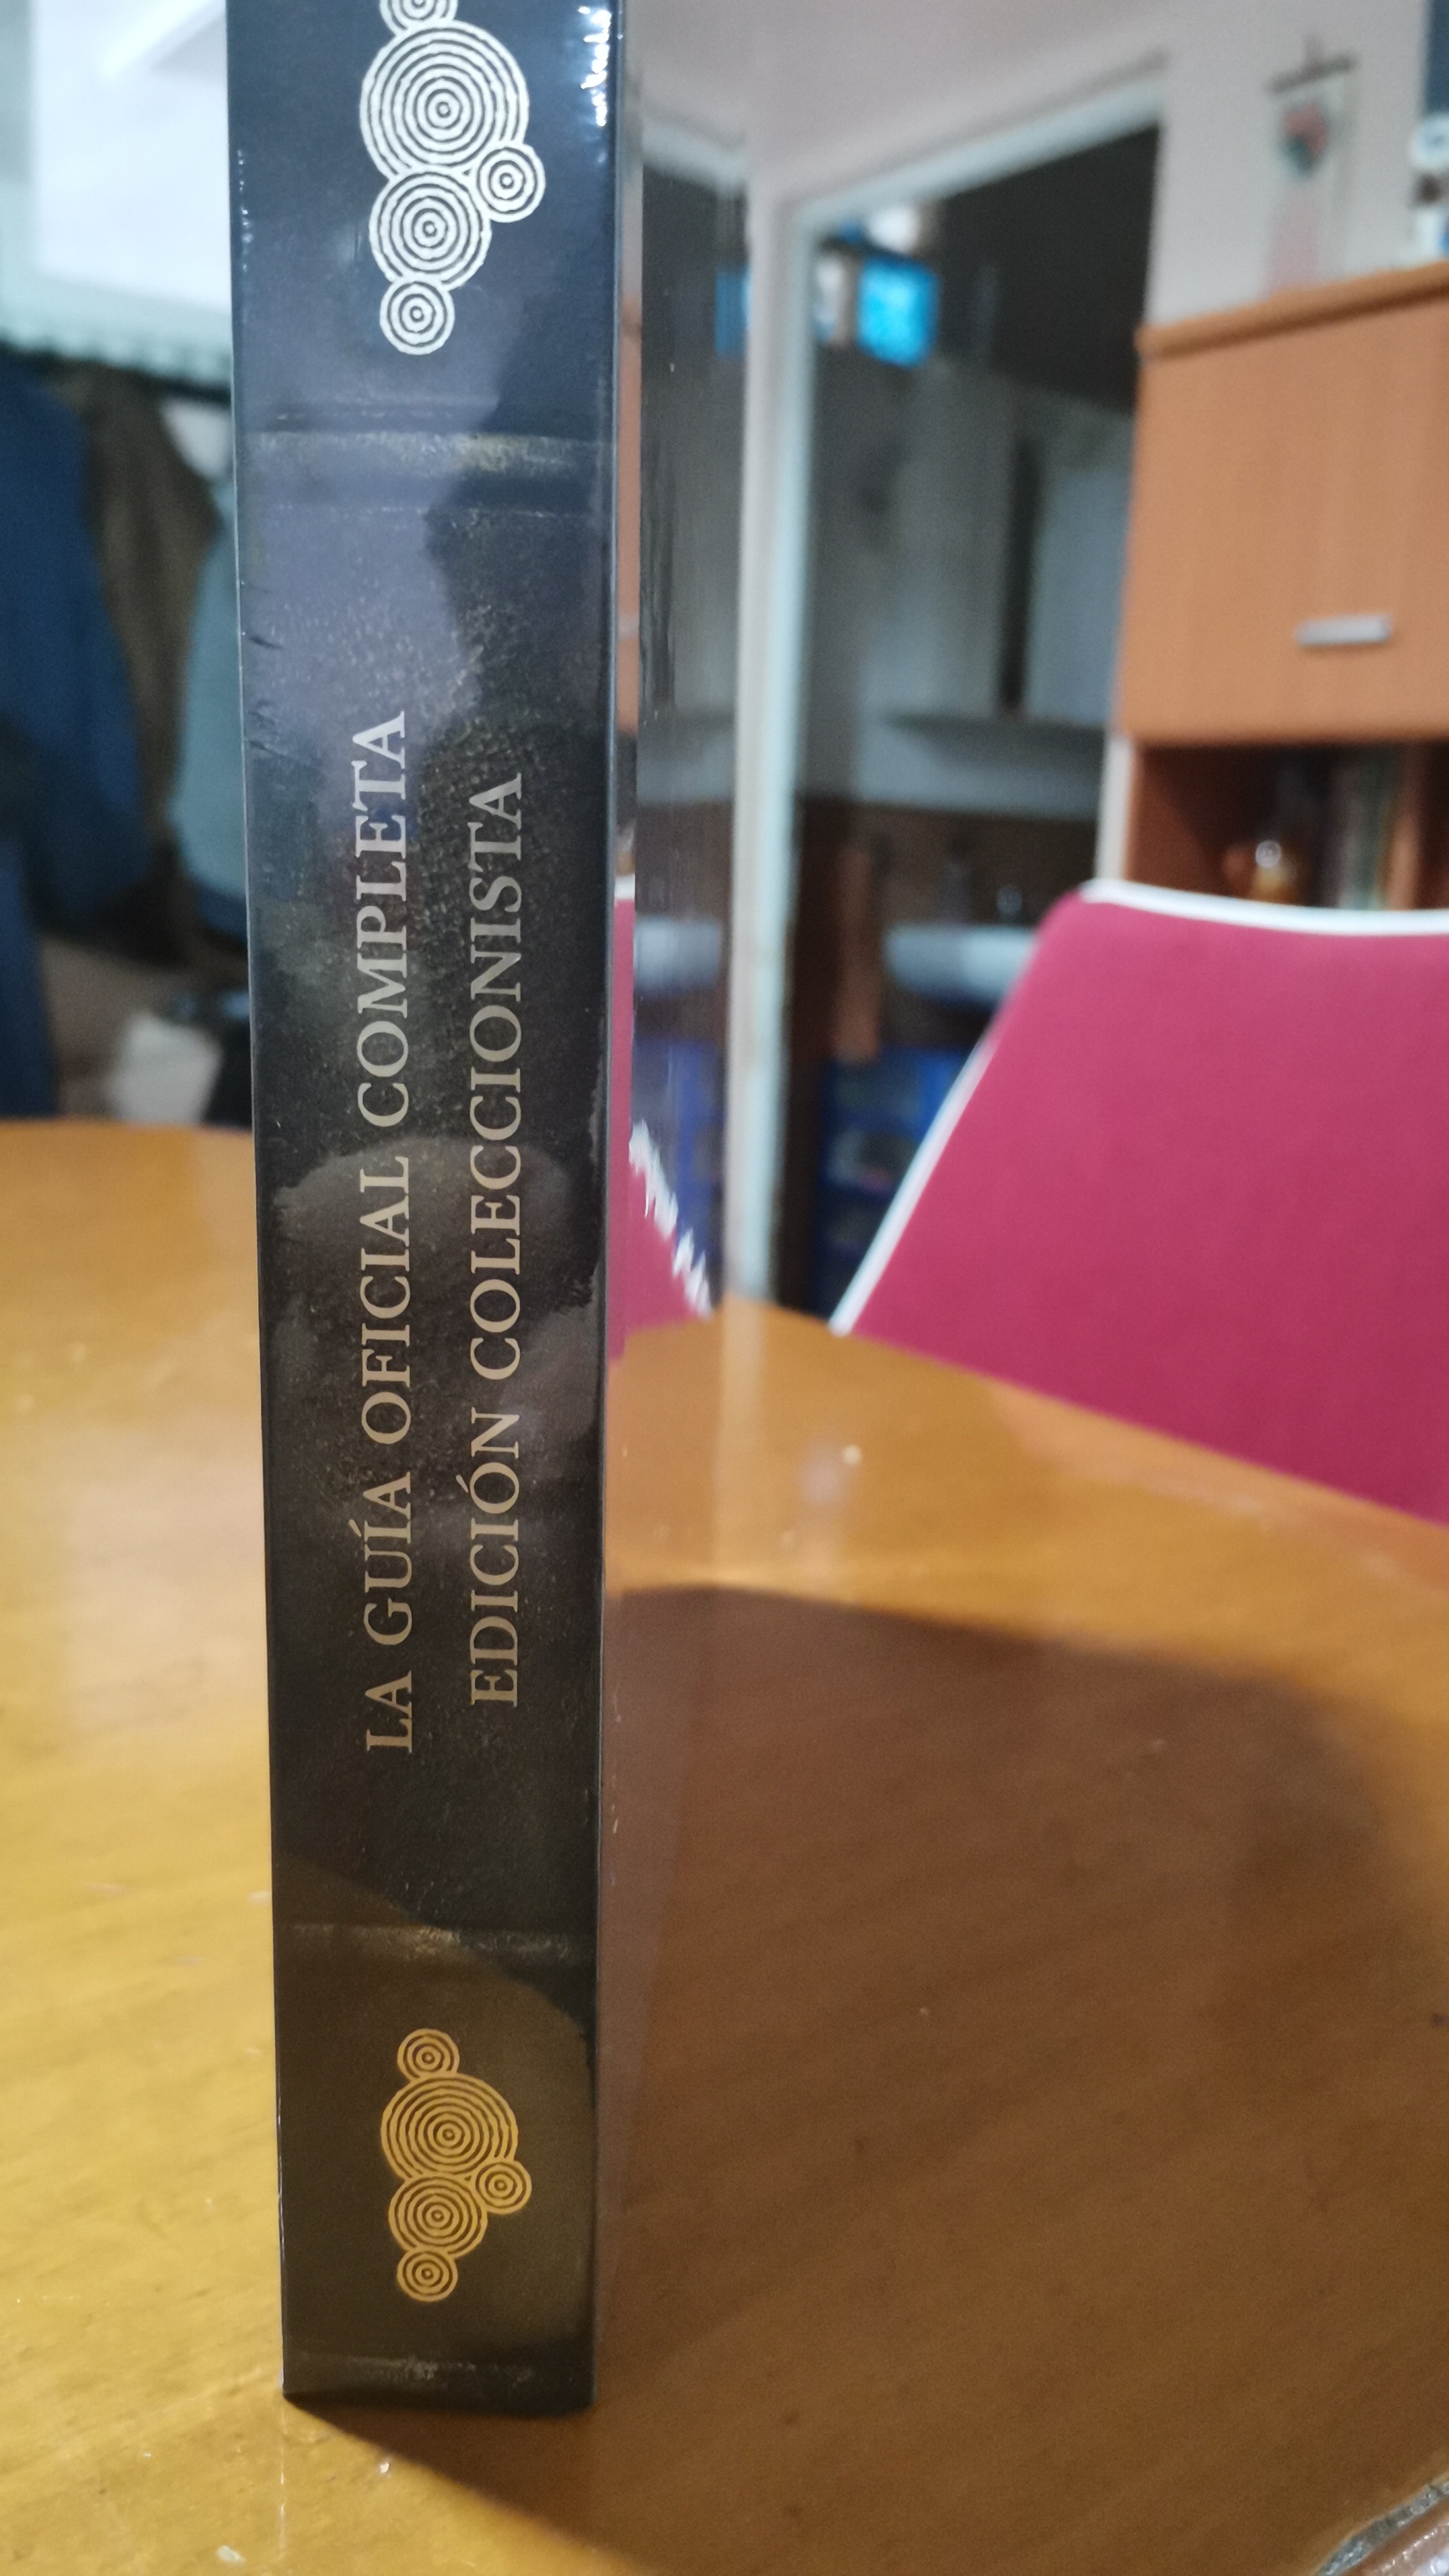 LA GUÍA OFICIAL COMPLETA
EDICIÓN COLECCIONISTA